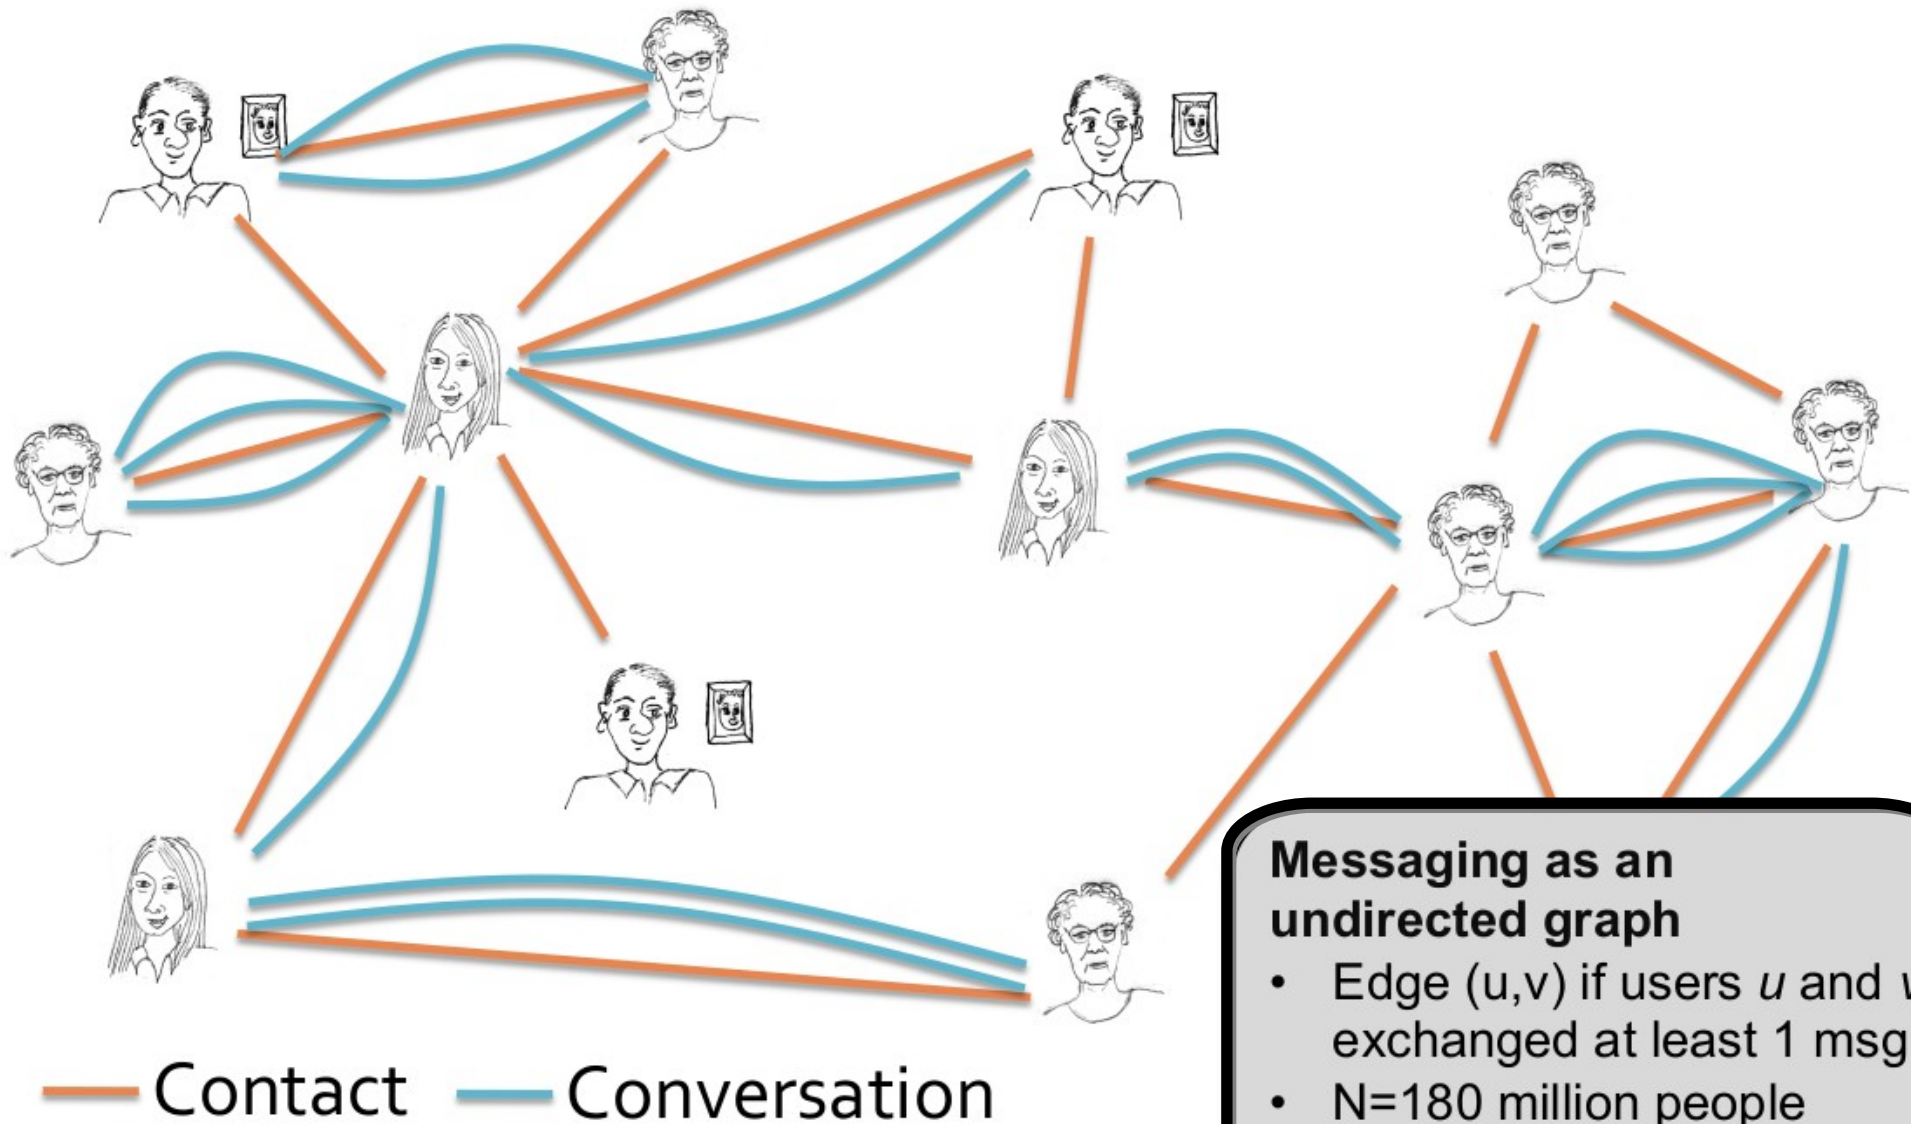 Messaging as an
undirected graph
• Edge (u,v) if users u and
exchanged at least 1 msg
• N=180 million people
Contact Conversation